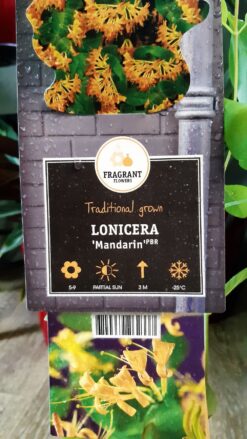 FRAGRANT
FLOWERS
Traditional grown
LONICERA
'Mandarin'PBR
5-9 PARTIAL SUN 3 M -25°C